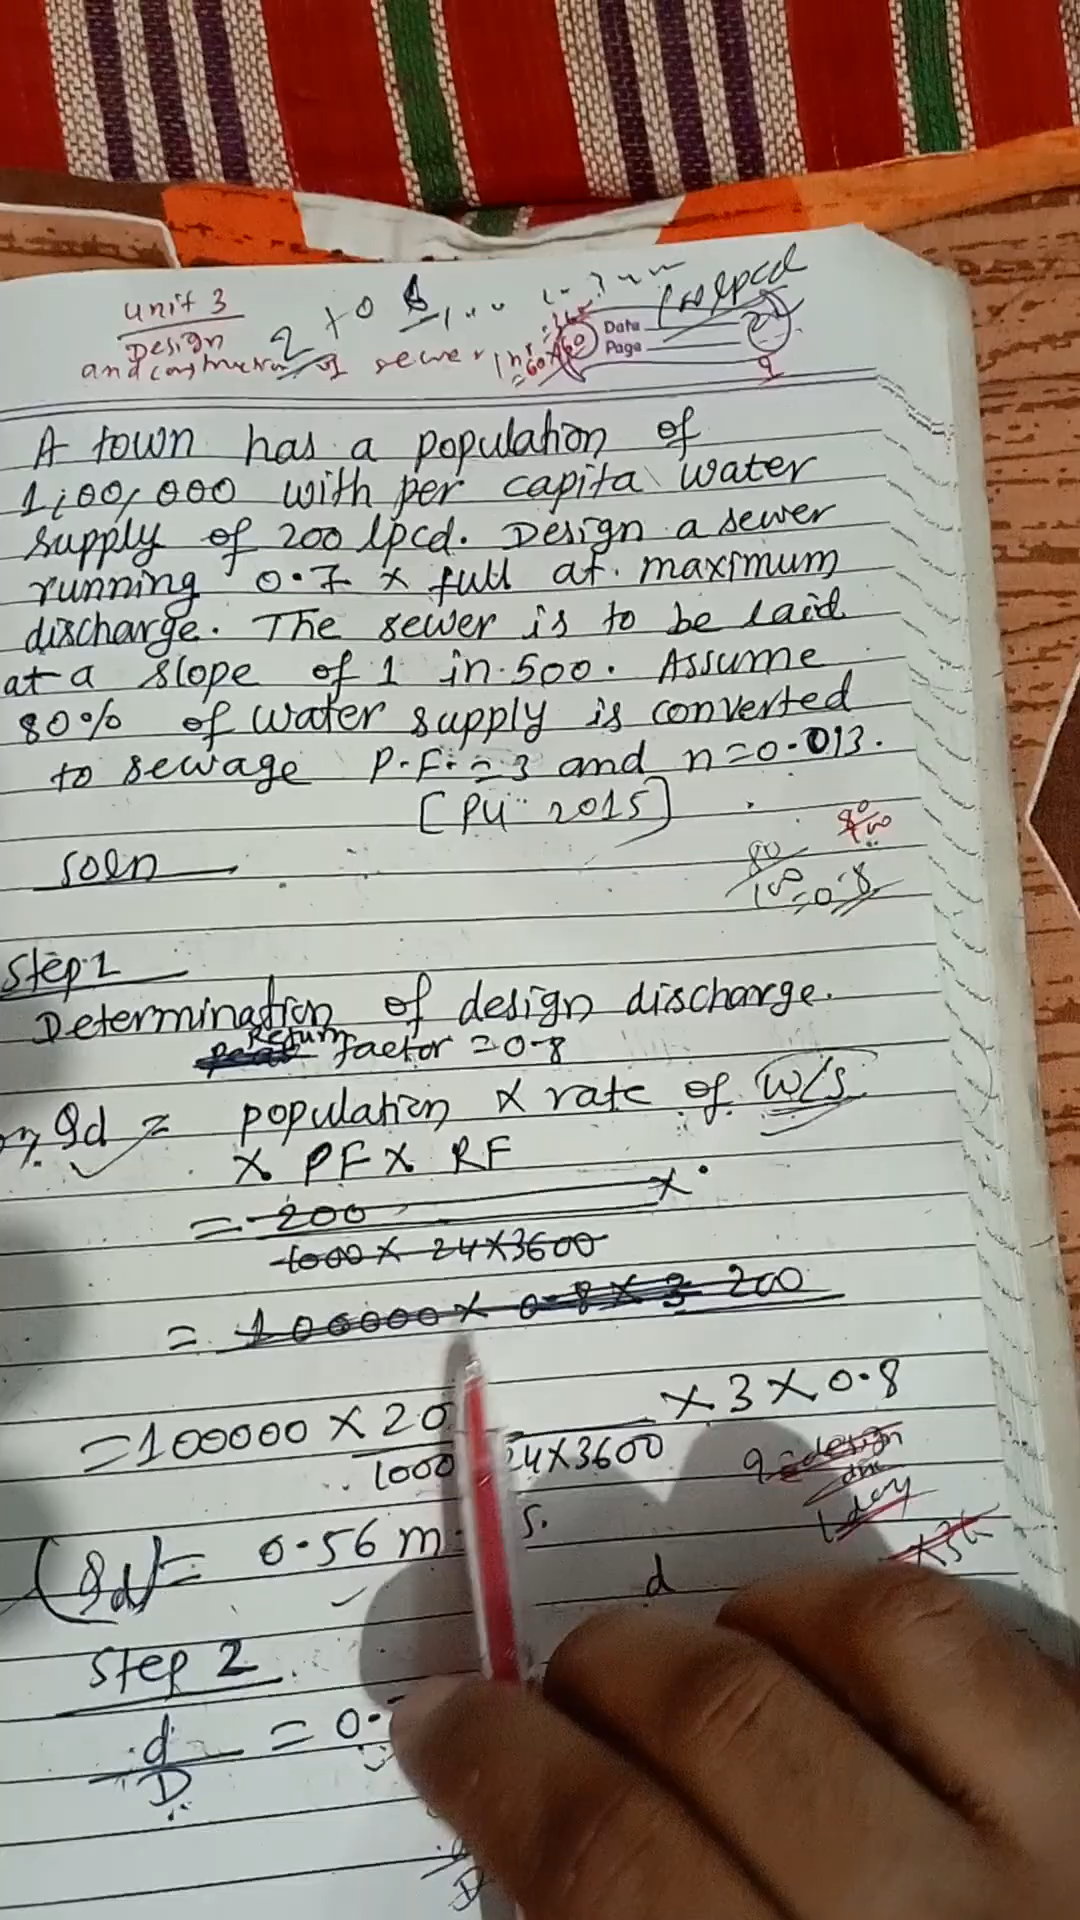 unit 3
Design
and construction of sewer
Data
Page
A town has a population of
1,00,000 with per capita water
supply of 200 lpcd. Design a sewer
running 0.7 x full at maximum
discharge. The sewer is to be laid
at a slope of 1 in 500. Assume
80% of water supply is converted
to sewage P.F. = 3 and n=0.013.
[PU 2015]
80/100 = 0.8
Soln
Step 1
Determination of design discharge.
Return factor = 0.8
Qd = population x rate of w/s
x PF x RF
= 200 x
1000 x 24x3600
= 100000 x 0.8 x 3 200
= 100000 x 20 x 3 x 0.8
1000 24x3600
(Qd) = 0.56 m s.
d
Step 2
d/D = 0.